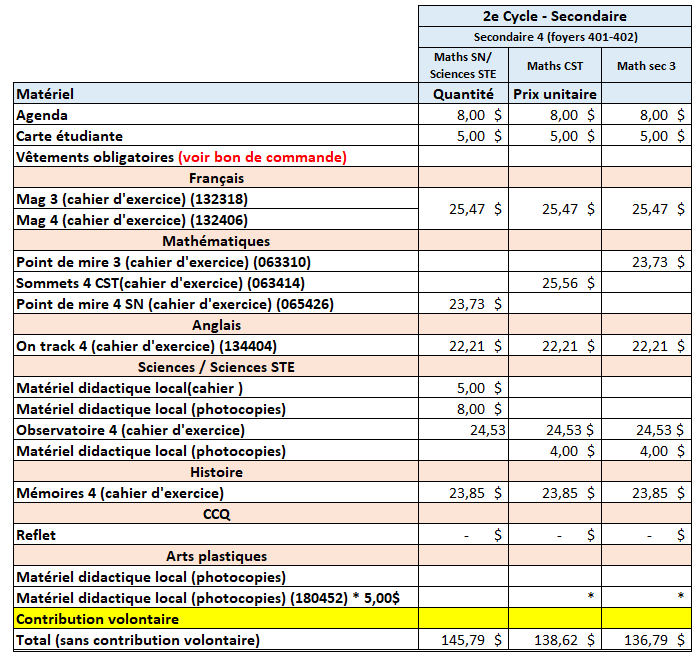 2e Cycle - Secondaire
Secondaire 4 (foyers 401-402)
Maths SN/ Sciences STE Maths CST Math sec 3
Matériel Quantité Prix unitaire
Agenda 8,00 $ 8,00 $ 8,00 $
Carte étudiante 5,00 $ 5,00 $ 5,00 $
Vêtements obligatoires (voir bon de commande)
Français
Mag 3 (cahier d'exercice) (132318)
25,47 $ 25,47 $ 25,47 $
Mag 4 (cahier d'exercice) (132406)
Mathématiques
Point de mire 3 (cahier d'exercice) (063310) 23,73 $
Sommets 4 CST(cahier d'exercice) (063414) 25,56 $
Point de mire 4 SN (cahier d'exercice) (065426) 23,73 $
Anglais
On track 4 (cahier d'exercice) (134404) 22,21 $ 22,21 $ 22,21 $
Sciences / Sciences STE
Matériel didactique local(cahier ) 5,00 $
Matériel didactique local (photocopies) 8,00 $
Observatoire 4 (cahier d'exercice) 24,53 24,53 $ 24,53 $
Matériel didactique local (photocopies) 4,00 $ 4,00 $
Histoire
Mémoires 4 (cahier d'exercice) 23,85 $ 23,85 $ 23,85 $
CCQ
Reflet - $ - $ - $
Arts plastiques
Matériel didactique local (photocopies)
Matériel didactique local (photocopies) (180452) * 5,00$ * *
Contribution volontaire
Total (sans contribution volontaire) 145,79 $ 138,62 $ 136,79 $